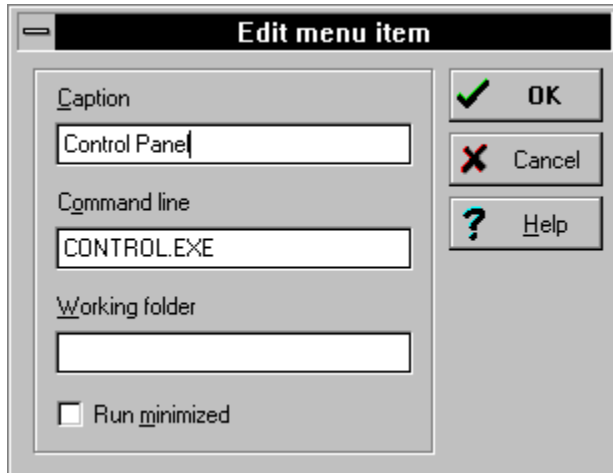 Edit menu item
Caption
Control Panel
Command line
CONTROL.EXE
Working folder
Run minimized
OK
Cancel
Help